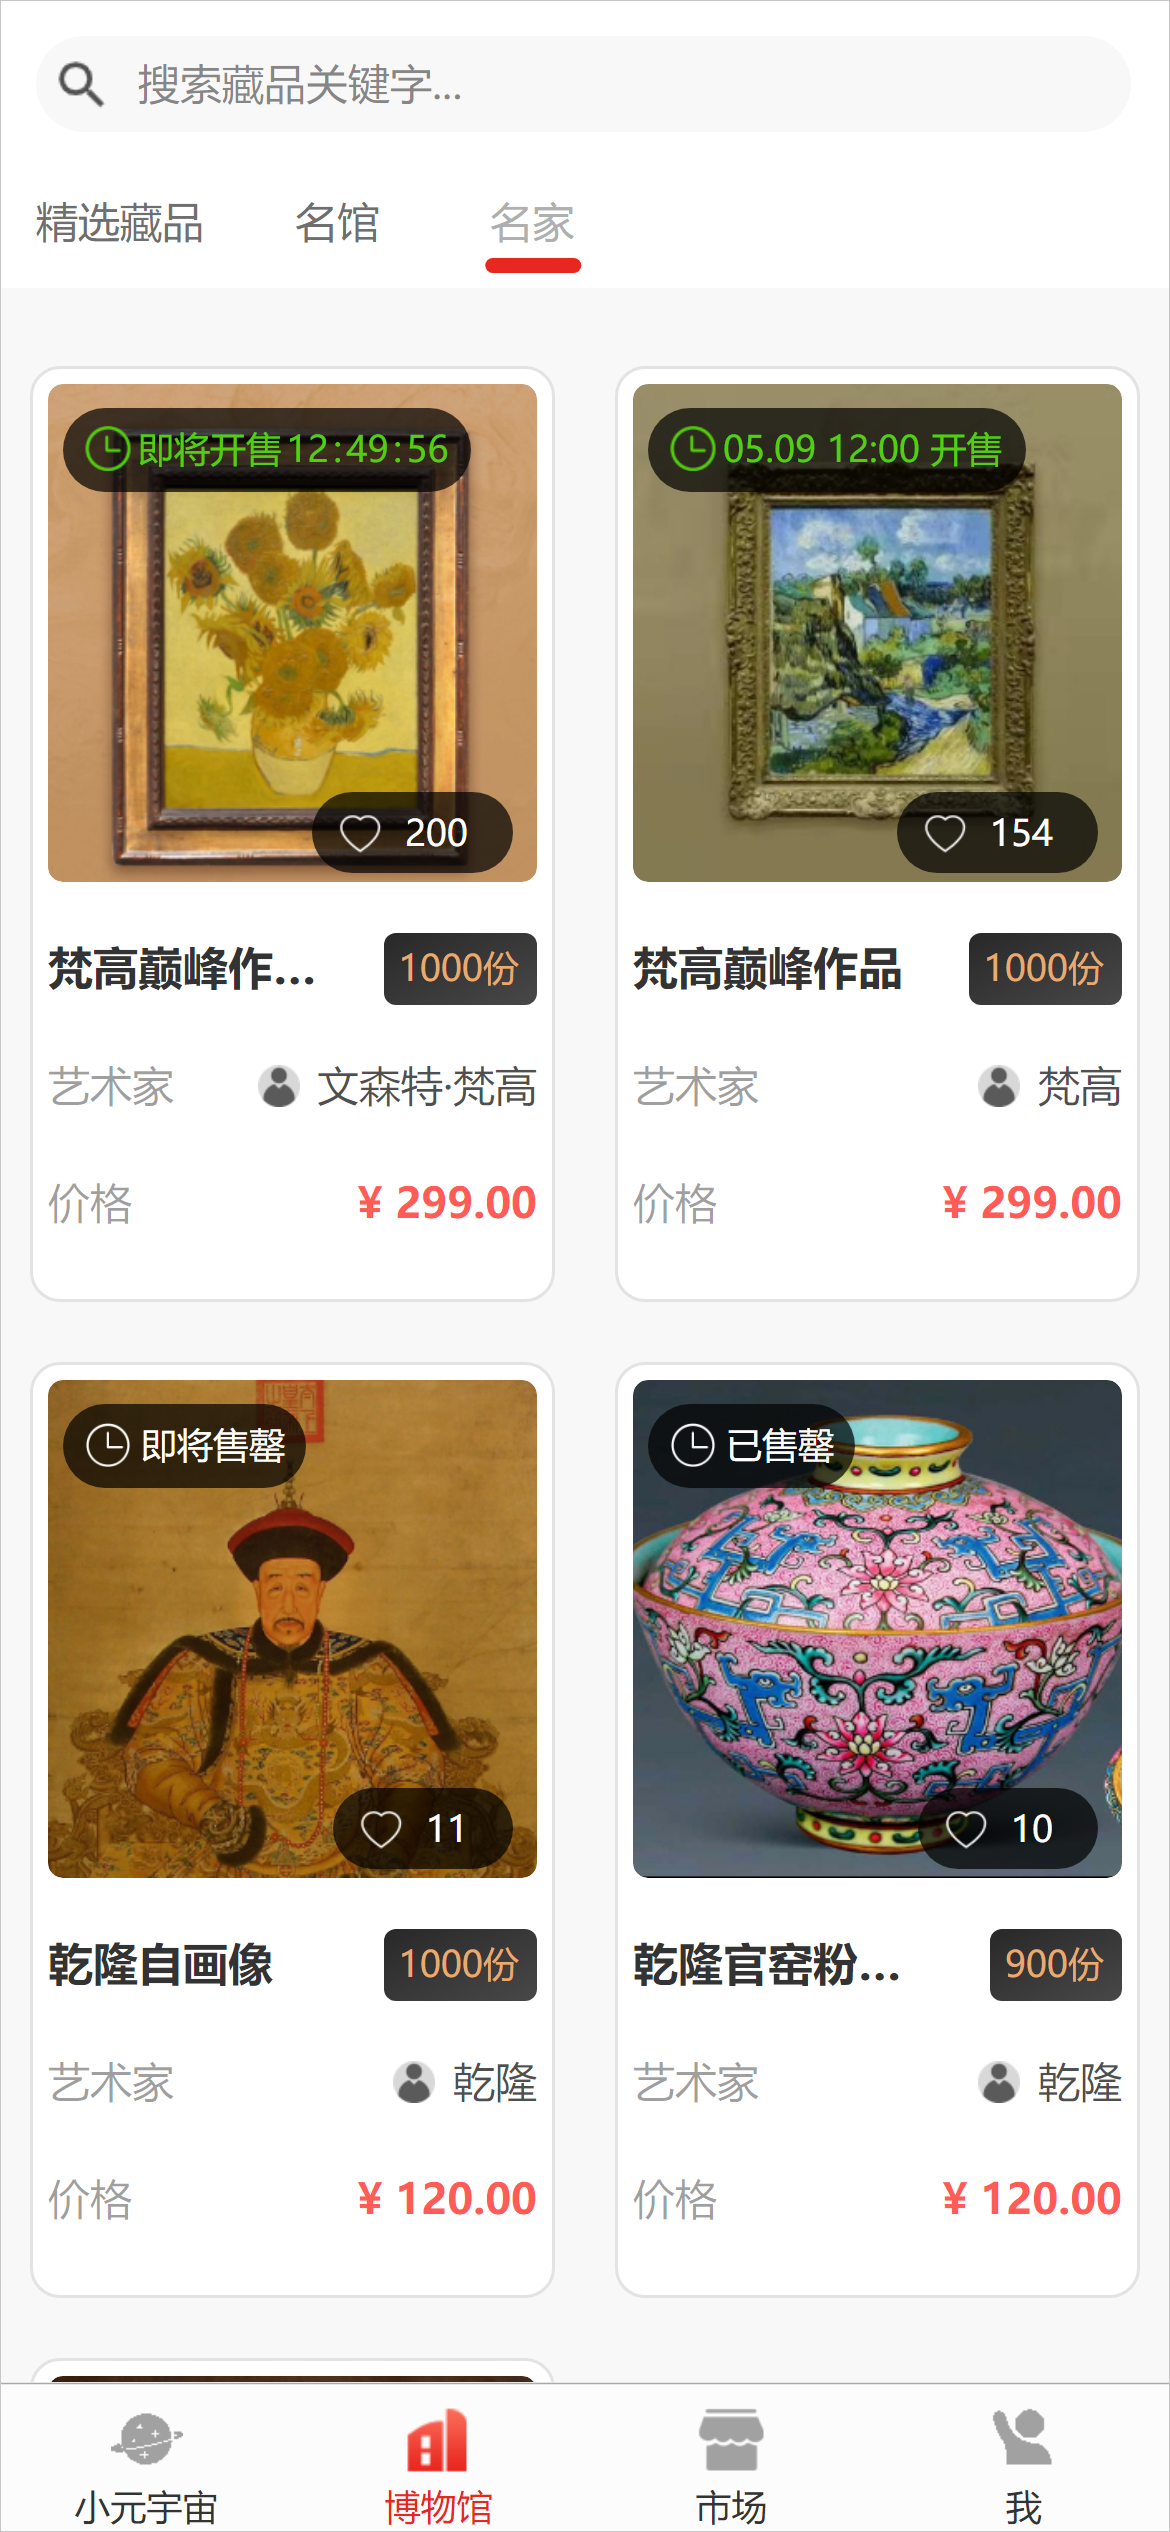 搜索藏品关键字...
精选藏品 名馆 名家
即将开售12:49:56
200
梵高巅峰作... 1000份
艺术家 文森特·梵高
价格 ¥ 299.00
05.09 12:00 开售
154
梵高巅峰作品 1000份
艺术家 梵高
价格 ¥ 299.00
即将售罄
11
乾隆自画像 1000份
艺术家 乾隆
价格 ¥ 120.00
已售罄
10
乾隆官窑粉... 900份
艺术家 乾隆
价格 ¥ 120.00
小元宇宙 博物馆 市场 我